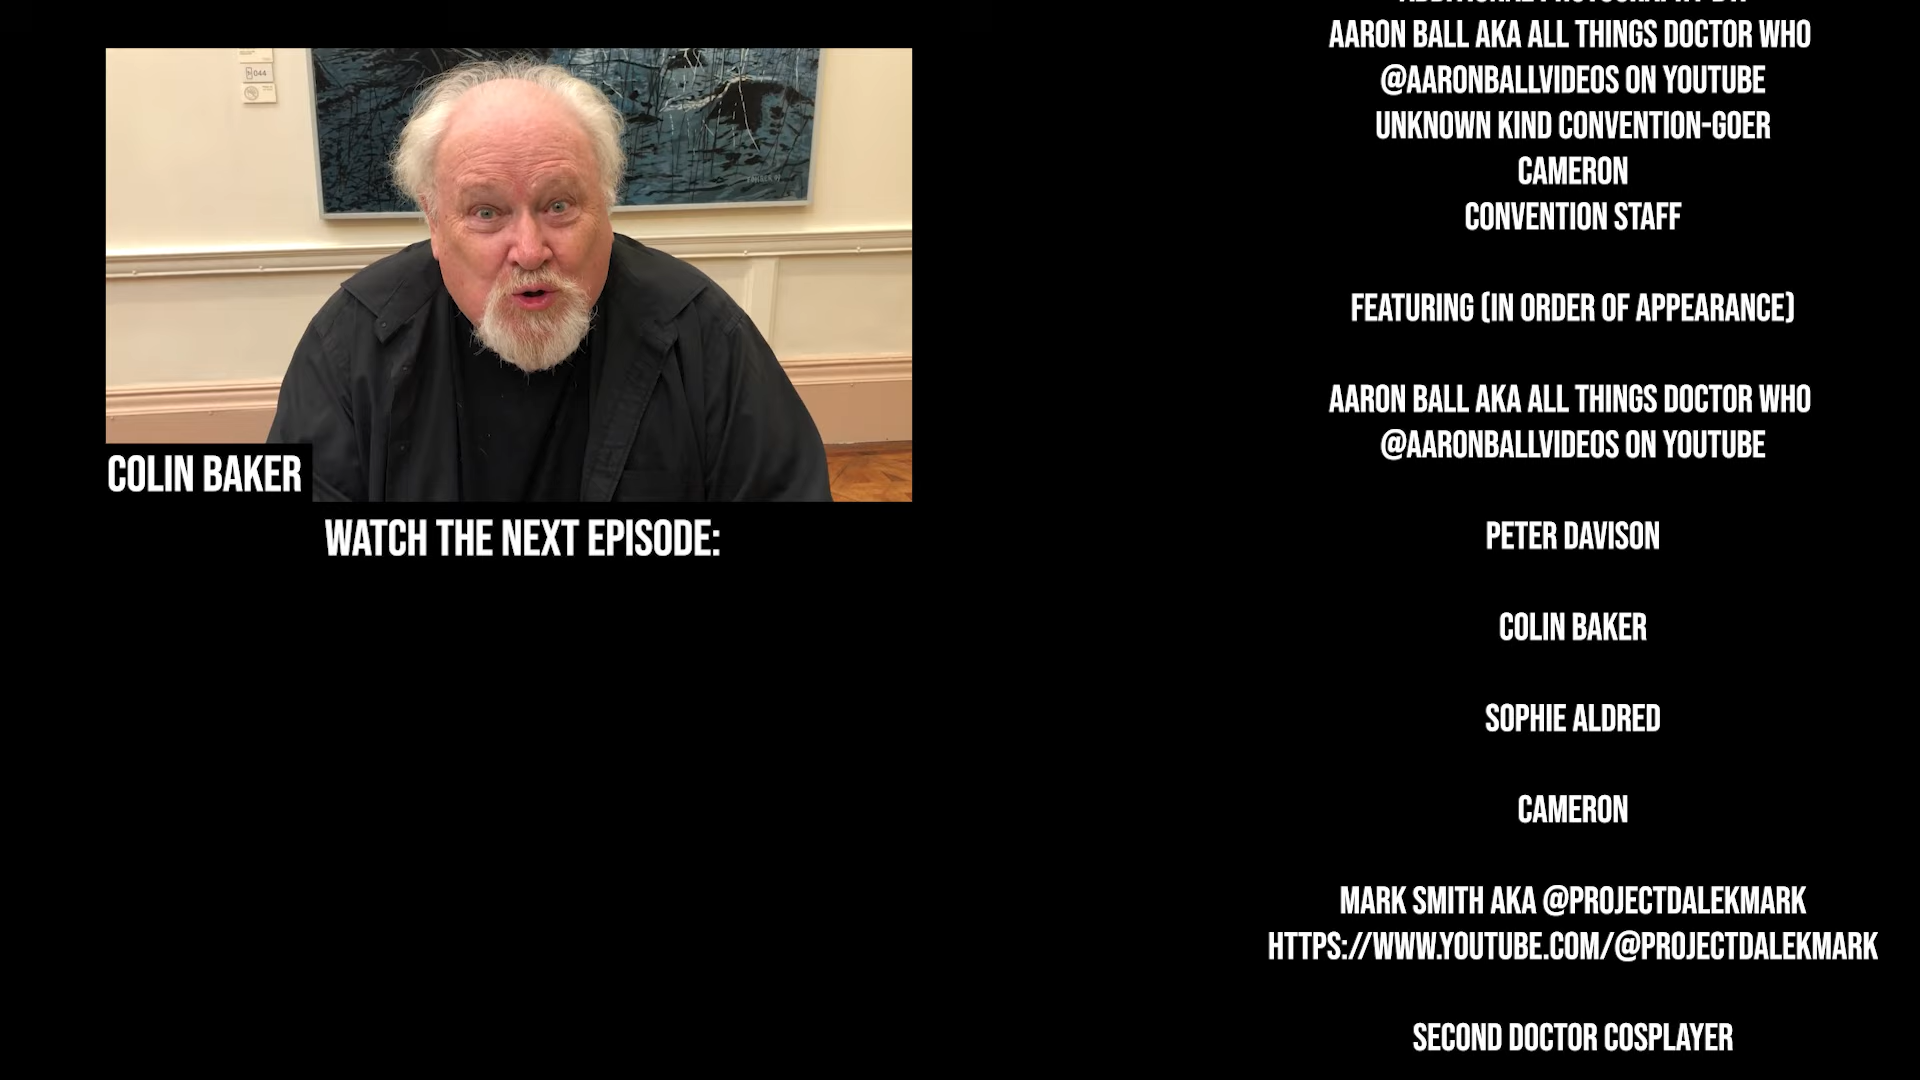 044
COLIN BAKER
WATCH THE NEXT EPISODE:
AARON BALL AKA ALL THINGS DOCTOR WHO
@AARONBALLVIDEOS ON YOUTUBE
UNKNOWN KIND CONVENTION-GOER
CAMERON
CONVENTION STAFF
FEATURING (IN ORDER OF APPEARANCE)
AARON BALL AKA ALL THINGS DOCTOR WHO
@AARONBALLVIDEOS ON YOUTUBE
PETER DAVISON
COLIN BAKER
SOPHIE ALDRED
CAMERON
MARK SMITH AKA @PROJECTDALEKMARK
HTTPS://WWW.YOUTUBE.COM/@PROJECTDALEKMARK
SECOND DOCTOR COSPLAYER